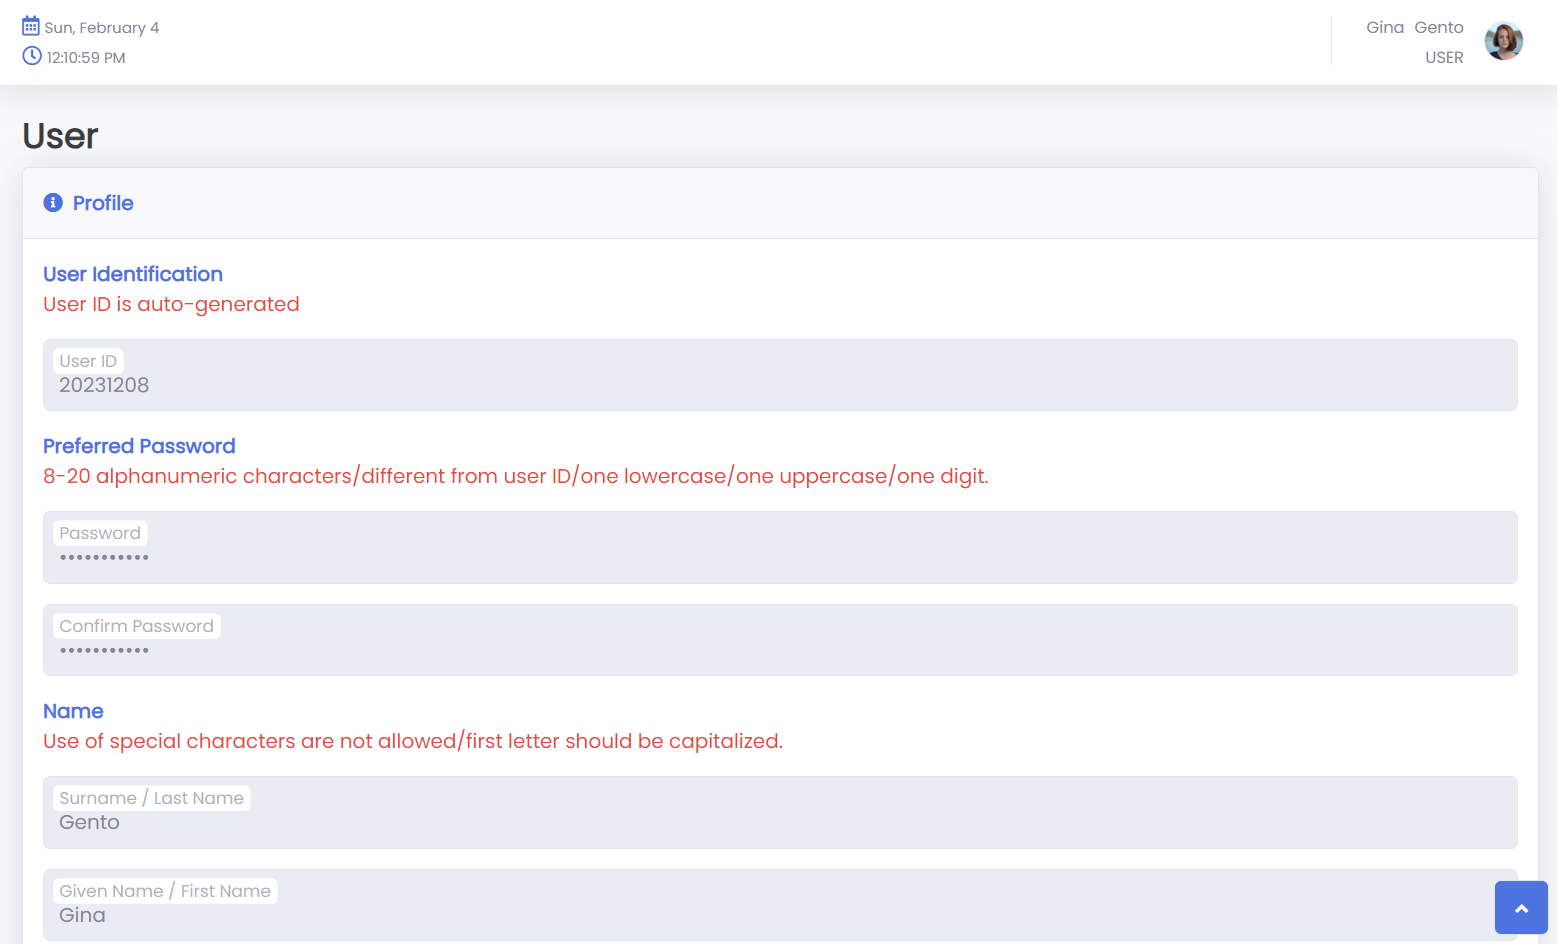 Sun, February 4
12:10:59 PM
Gina Gento
USER
User
Profile
User Identification
User ID is auto-generated
User ID
20231208
Preferred Password
8-20 alphanumeric characters/different from user ID/one lowercase/one uppercase/one digit.
Password
•••••••••••
Confirm Password
•••••••••••
Name
Use of special characters are not allowed/first letter should be capitalized.
Surname / Last Name
Gento
Given Name / First Name
Gina